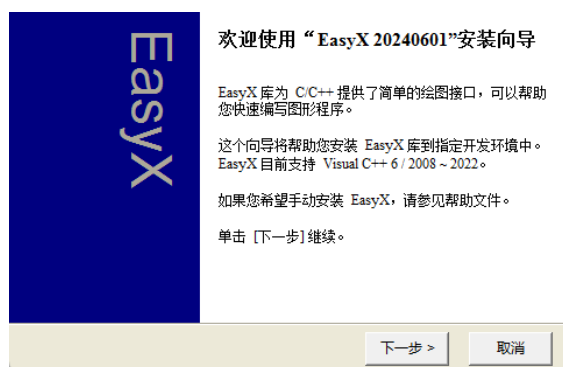 EasyX
欢迎使用“EasyX 20240601”安装向导
EasyX 库为 C/C++ 提供了简单的绘图接口，可以帮助
您快速编写图形程序。
这个向导将帮助您安装 EasyX 库到指定开发环境中。
EasyX 目前支持 Visual C++ 6 / 2008 ~ 2022。
如果您希望手动安装 EasyX，请参见帮助文件。
单击 [下一步] 继续。
下一步 >
取消